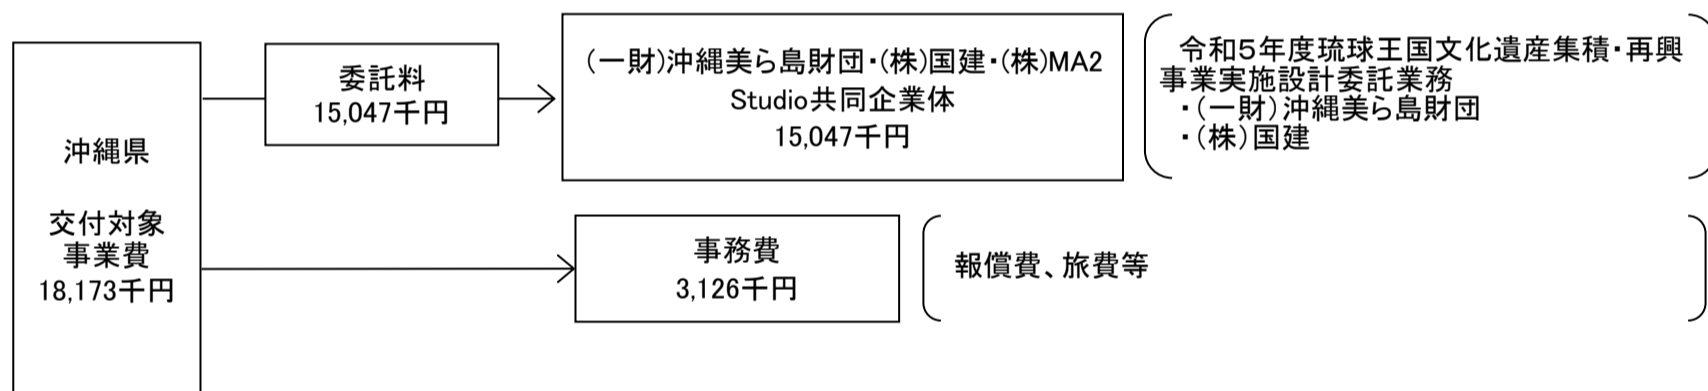 沖縄県
交付対象
事業費
18,173千円
委託料
15,047千円
(一財)沖縄美ら島財団・(株)国建・(株)MA2
Studio共同企業体
15,047千円
令和5年度琉球王国文化遺産集積・再興
事業実施設計委託業務
・(一財)沖縄美ら島財団
・(株)国建
事務費
3,126千円
報償費、旅費等